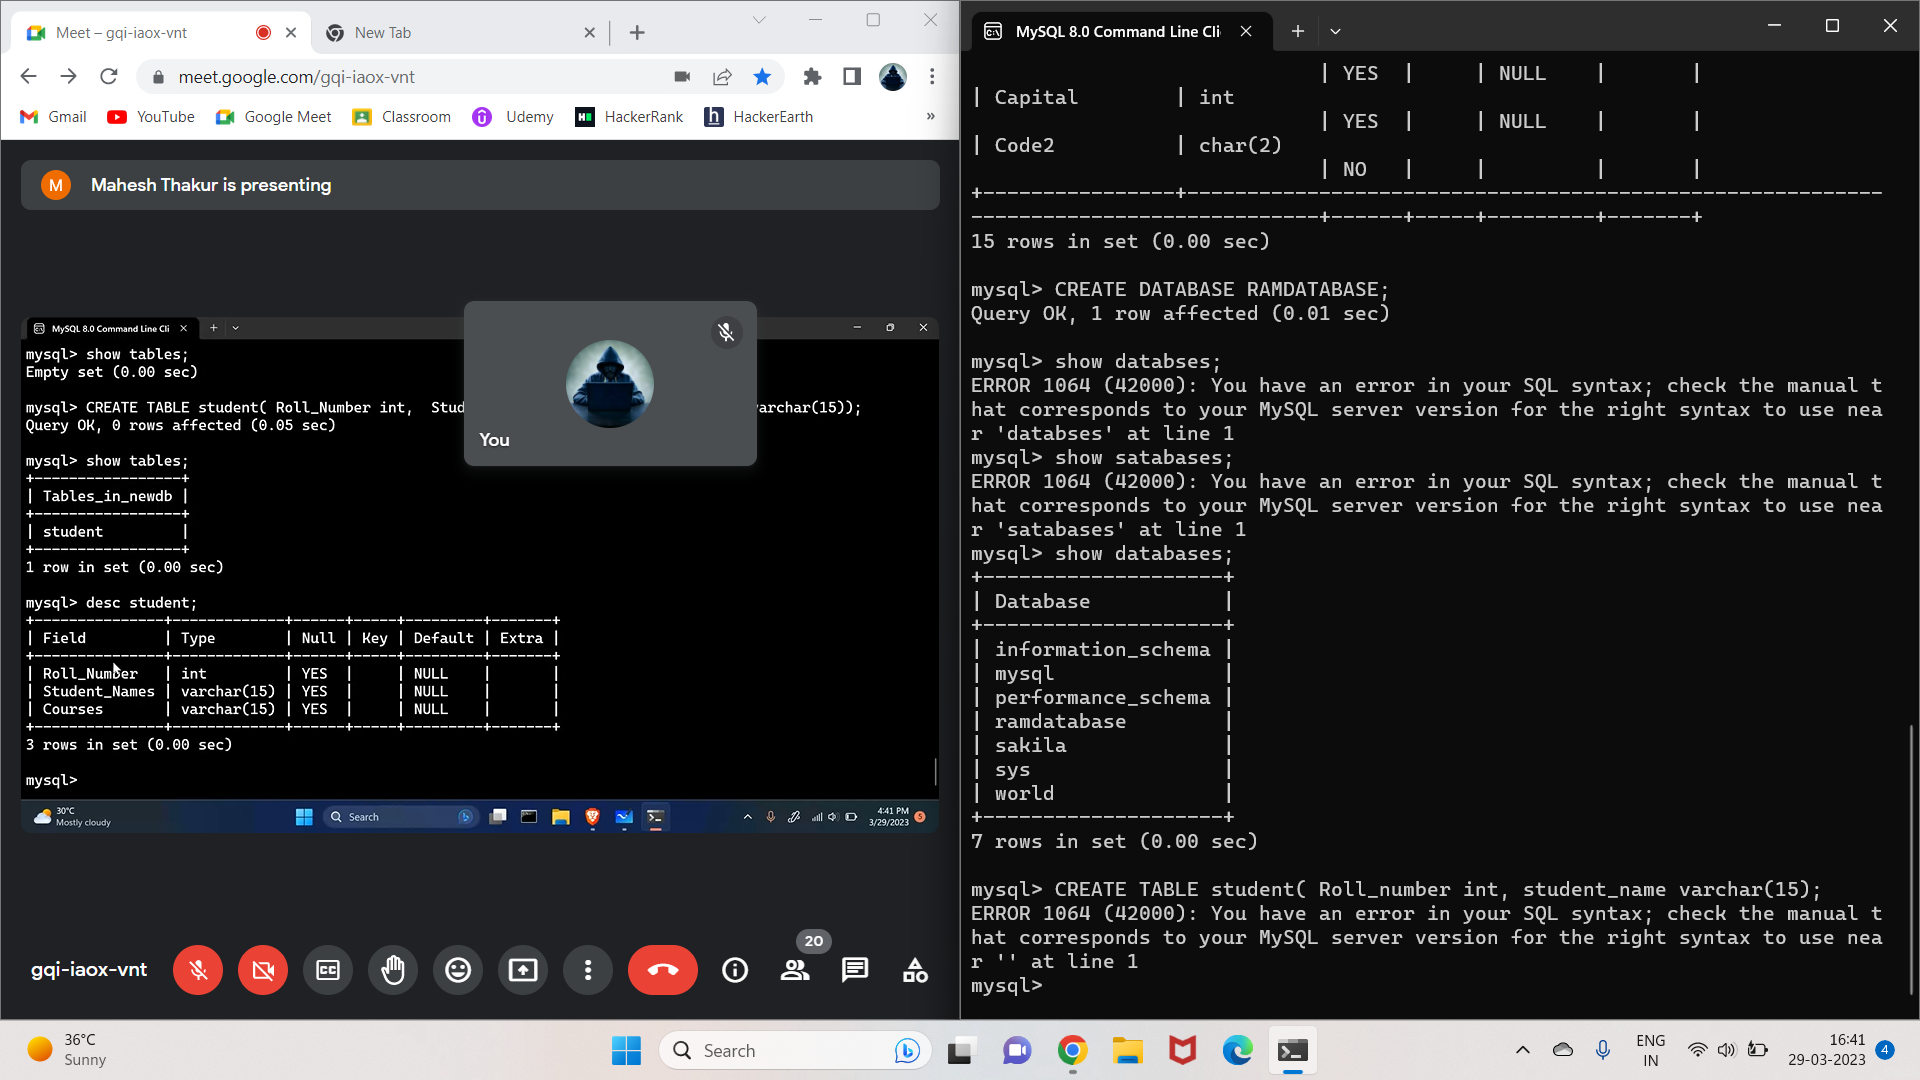 Meet – gqi-iaox-vnt
New Tab
meet.google.com/gqi-iaox-vnt
Gmail
YouTube
Google Meet
Classroom
Udemy
HackerRank
HackerEarth
»
M
Mahesh Thakur is presenting
MySQL 8.0 Command Line Cli
mysql> show tables;
Empty set (0.00 sec)
mysql> CREATE TABLE student( Roll_Number int, Stud
varchar(15));
Query OK, 0 rows affected (0.05 sec)
mysql> show tables;
+-----------------+
| Tables_in_newdb |
+-----------------+
| student         |
+-----------------+
1 row in set (0.00 sec)
mysql> desc student;
+---------------+-------------+------+-----+---------+-------+
| Field         | Type        | Null | Key | Default | Extra |
+---------------+-------------+------+-----+---------+-------+
| Roll_Number   | int         | YES  |     | NULL    |       |
| Student_Names | varchar(15) | YES  |     | NULL    |       |
| Courses       | varchar(15) | YES  |     | NULL    |       |
+---------------+-------------+------+-----+---------+-------+
3 rows in set (0.00 sec)
mysql>
You
30°C
Mostly cloudy
Search
4:41 PM
3/29/2023
5
gqi-iaox-vnt
CC
20
MySQL 8.0 Command Line Cli
| YES  |     | NULL    |       |
| Capital        | int
| YES  |     | NULL    |       |
| Code2          | char(2)
| NO   |     |         |       |
+----------------+----------------------------------------------------------
-----------------------------+------+-----+---------+-------+
15 rows in set (0.00 sec)
mysql> CREATE DATABASE RAMDATABASE;
Query OK, 1 row affected (0.01 sec)
mysql> show databses;
ERROR 1064 (42000): You have an error in your SQL syntax; check the manual t
hat corresponds to your MySQL server version for the right syntax to use nea
r 'databses' at line 1
mysql> show satabases;
ERROR 1064 (42000): You have an error in your SQL syntax; check the manual t
hat corresponds to your MySQL server version for the right syntax to use nea
r 'satabases' at line 1
mysql> show databases;
+--------------------+
| Database           |
+--------------------+
| information_schema |
| mysql              |
| performance_schema |
| ramdatabase        |
| sakila             |
| sys                |
| world              |
+--------------------+
7 rows in set (0.00 sec)
mysql> CREATE TABLE student( Roll_number int, student_name varchar(15);
ERROR 1064 (42000): You have an error in your SQL syntax; check the manual t
hat corresponds to your MySQL server version for the right syntax to use nea
r '' at line 1
mysql>
36°C
Sunny
Search
ENG
IN
16:41
29-03-2023
4